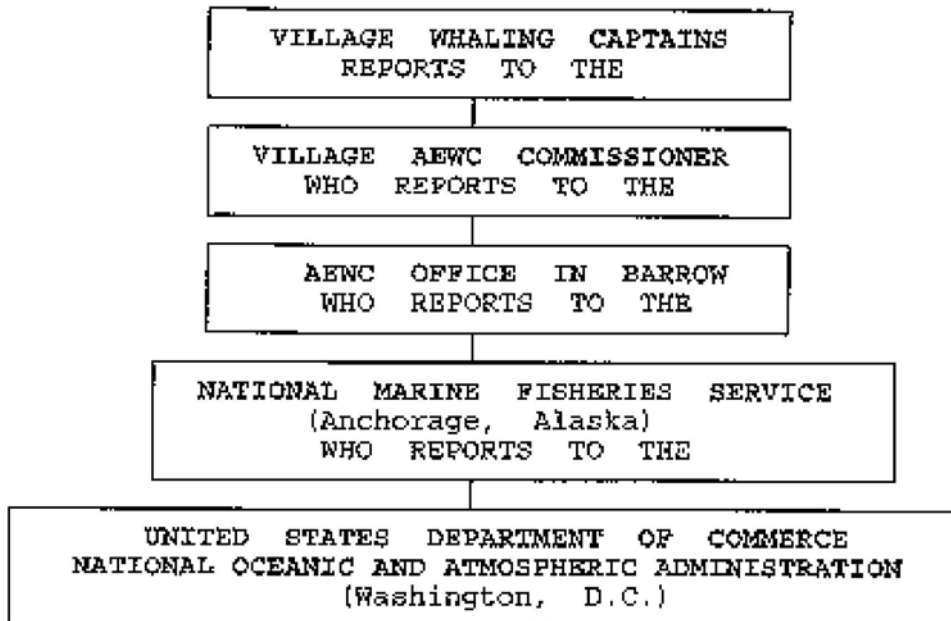 VILLAGE WHALING CAPTAINS
REPORTS TO THE
VILLAGE AEWC COMMISSIONER
WHO REPORTS TO THE
AEWC OFFICE IN BARROW
WHO REPORTS TO THE
NATIONAL MARINE FISHERIES SERVICE
(Anchorage, Alaska)
WHO REPORTS TO THE
UNITED STATES DEPARTMENT OF COMMERCE
NATIONAL OCEANIC AND ATMOSPHERIC ADMINISTRATION
(Washington, D.C.)